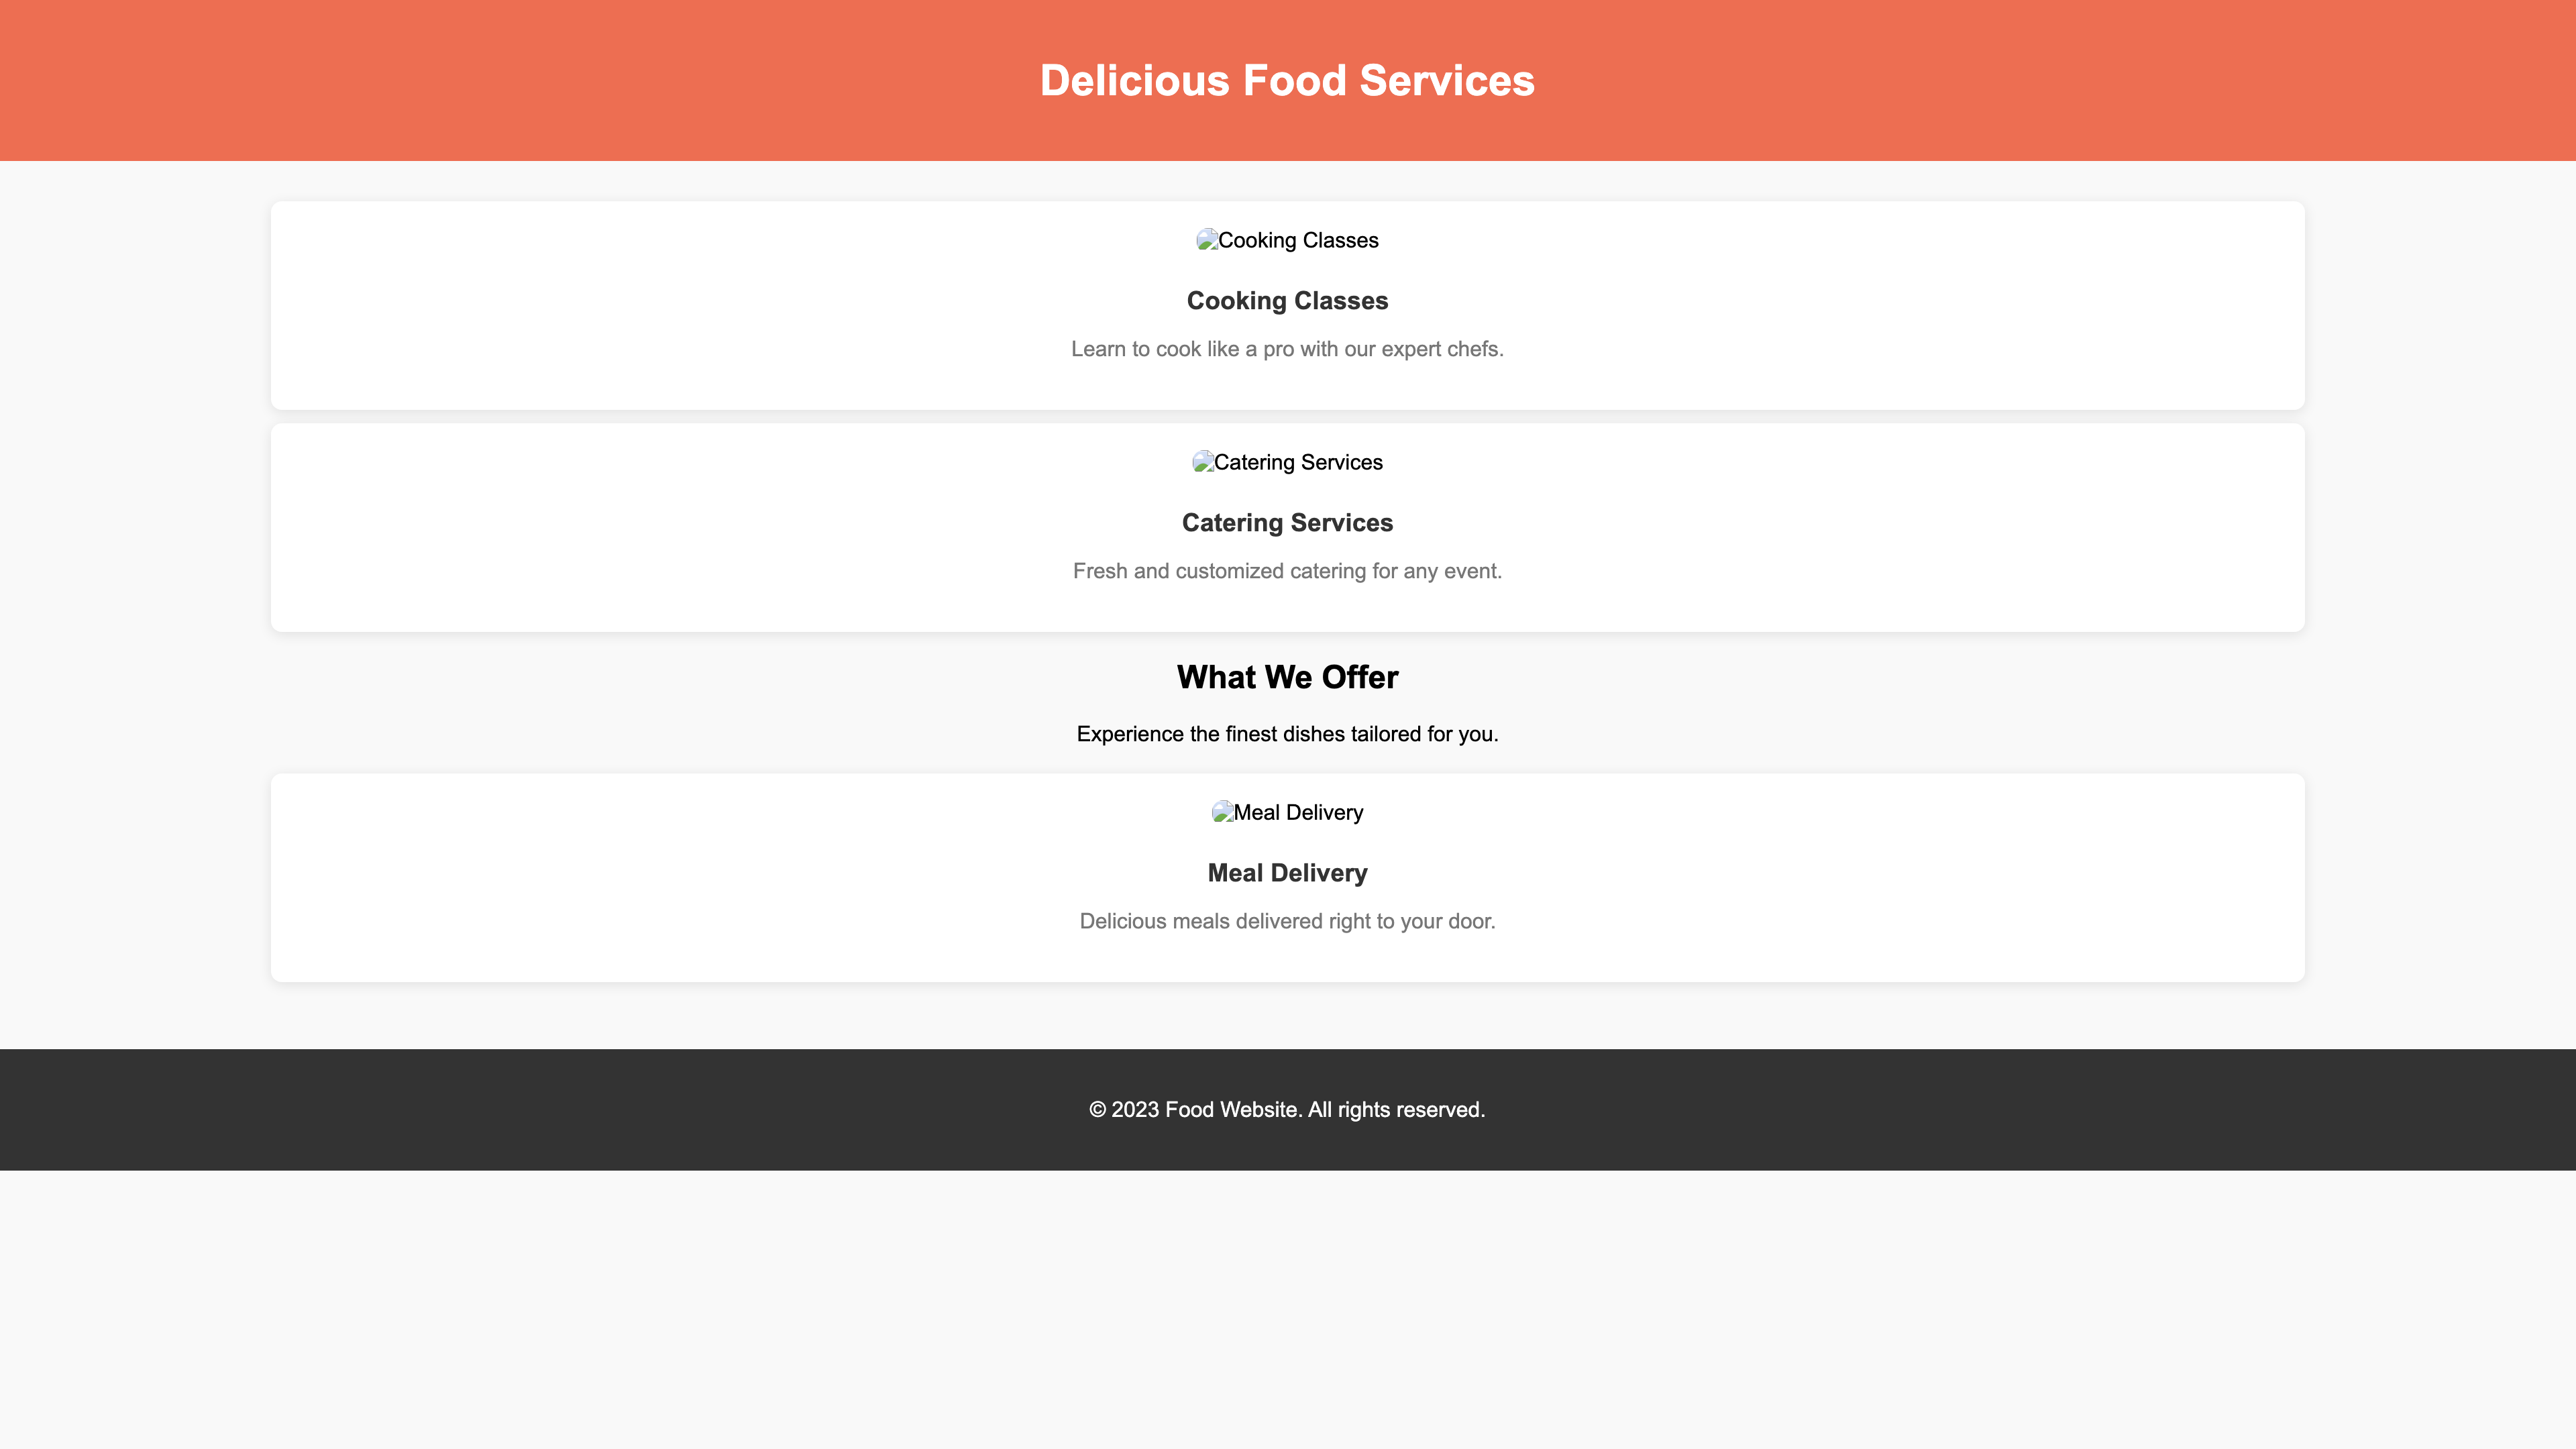 Delicious Food Services
Cooking Classes
Cooking Classes
Learn to cook like a pro with our expert chefs.
Catering Services
Catering Services
Fresh and customized catering for any event.
What We Offer
Experience the finest dishes tailored for you.
Meal Delivery
Meal Delivery
Delicious meals delivered right to your door.
© 2023 Food Website. All rights reserved.